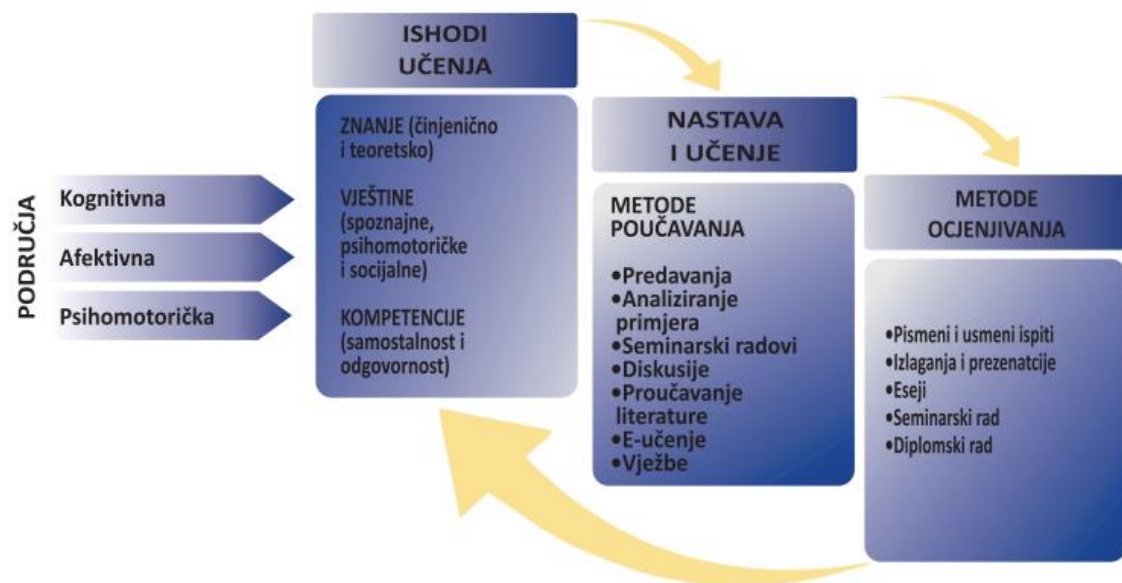 PODRUČJA
Kognitivna
Afektivna
Psihomotorička
ISHODI
UČENJA
ZNANJE (činjenično
i teoretsko)
VJEŠTINE
(spoznajne,
psihomotoričke
i socijalne)
KOMPETENCIJE
(samostalnost i
odgovornost)
NASTAVA
I UČENJE
METODE
POUČAVANJA
•Predavanja
•Analiziranje
primjera
•Seminarski radovi
•Diskusije
•Proučavanje
literature
•E-učenje
•Vježbe
METODE
OCJENJIVANJA
•Pismeni i usmeni ispiti
•Izlaganja i prezenatcije
•Eseji
•Seminarski rad
•Diplomski rad